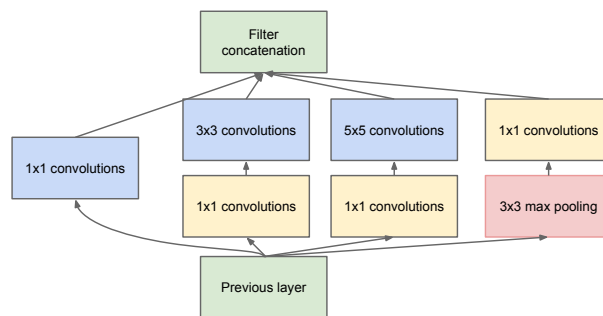 Filter
concatenation
3x3 convolutions
5x5 convolutions
1x1 convolutions
1x1 convolutions
1x1 convolutions
1x1 convolutions
3x3 max pooling
Previous layer